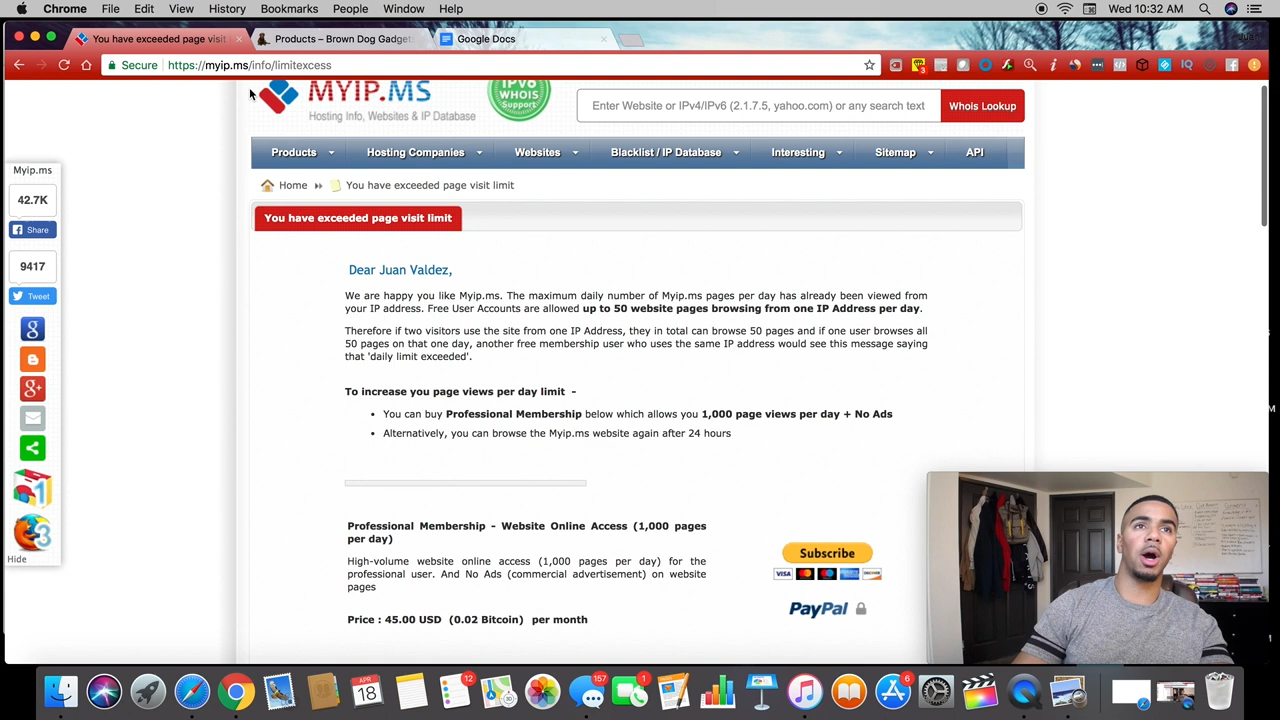 Chrome File Edit View History Bookmarks People Window Help Wed 10:32 AM
You have exceeded page visit Products – Brown Dog Gadget Google Docs
Secure https://myip.ms/info/limitexcess
MYIP.MS
Hosting Info, Websites & IP Database
IPv6
WHOIS
Support
Enter Website or IPv4/IPv6 (2.1.7.5, yahoo.com) or any search text Whois Lookup
Products Hosting Companies Websites Blacklist / IP Database Interesting Sitemap API
Myip.ms
42.7K
Share
9417
Tweet
Hide
Home You have exceeded page visit limit
You have exceeded page visit limit
Dear Juan Valdez,
We are happy you like Myip.ms. The maximum daily number of Myip.ms pages per day has already been viewed from
your IP address. Free User Accounts are allowed up to 50 website pages browsing from one IP Address per day.
Therefore if two visitors use the site from one IP Address, they in total can browse 50 pages and if one user browses all
50 pages on that one day, another free membership user who uses the same IP address would see this message saying
that 'daily limit exceeded'.
To increase you page views per day limit -
• You can buy Professional Membership below which allows you 1,000 page views per day + No Ads
• Alternatively, you can browse the Myip.ms website again after 24 hours
Professional Membership - Website Online Access (1,000 pages
per day)
High-volume website online access (1,000 pages per day) for the
professional user. And No Ads (commercial advertisement) on website
pages
Price : 45.00 USD (0.02 Bitcoin) per month
Subscribe
VISA
PayPal
APR
18
12
157
1
6